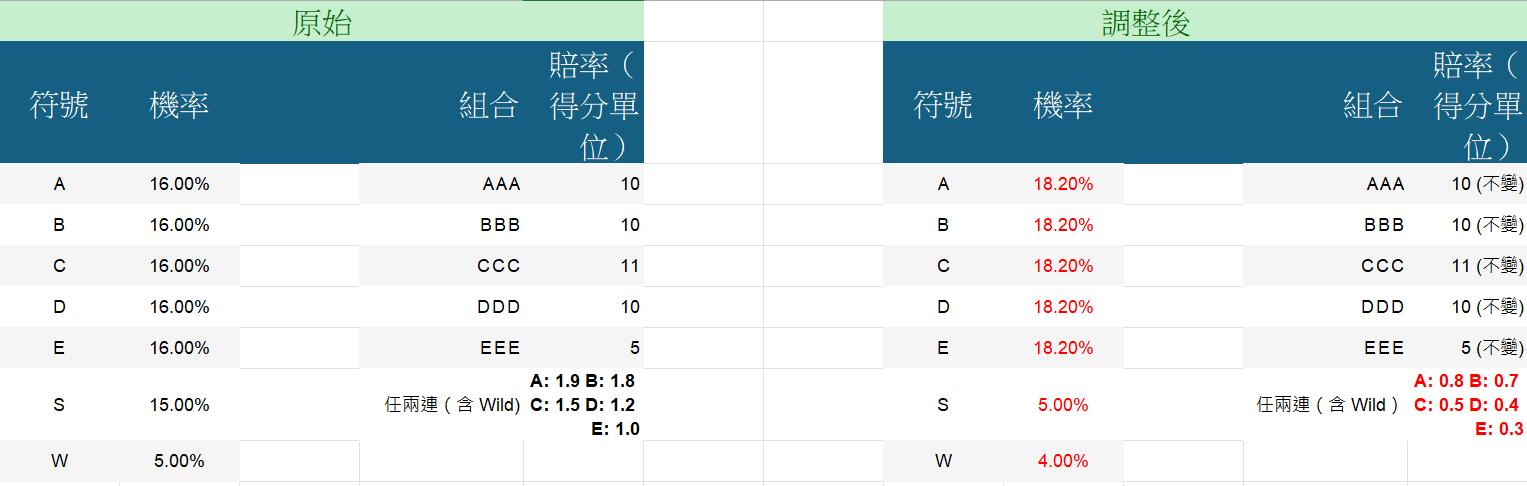 原始 調整後
符號 機率 組合 賠率（得分單位） 符號 機率 組合 賠率（得分單位）
A 16.00% AAA 10 A 18.20% AAA 10 (不變)
B 16.00% BBB 10 B 18.20% BBB 10 (不變)
C 16.00% CCC 11 C 18.20% CCC 11 (不變)
D 16.00% DDD 10 D 18.20% DDD 10 (不變)
E 16.00% EEE 5 E 18.20% EEE 5 (不變)
S 15.00% 任兩連（含 Wild) A: 1.9 B: 1.8 C: 1.5 D: 1.2 E: 1.0 S 5.00% 任兩連（含 Wild） A: 0.8 B: 0.7 C: 0.5 D: 0.4 E: 0.3
W 5.00% W 4.00%